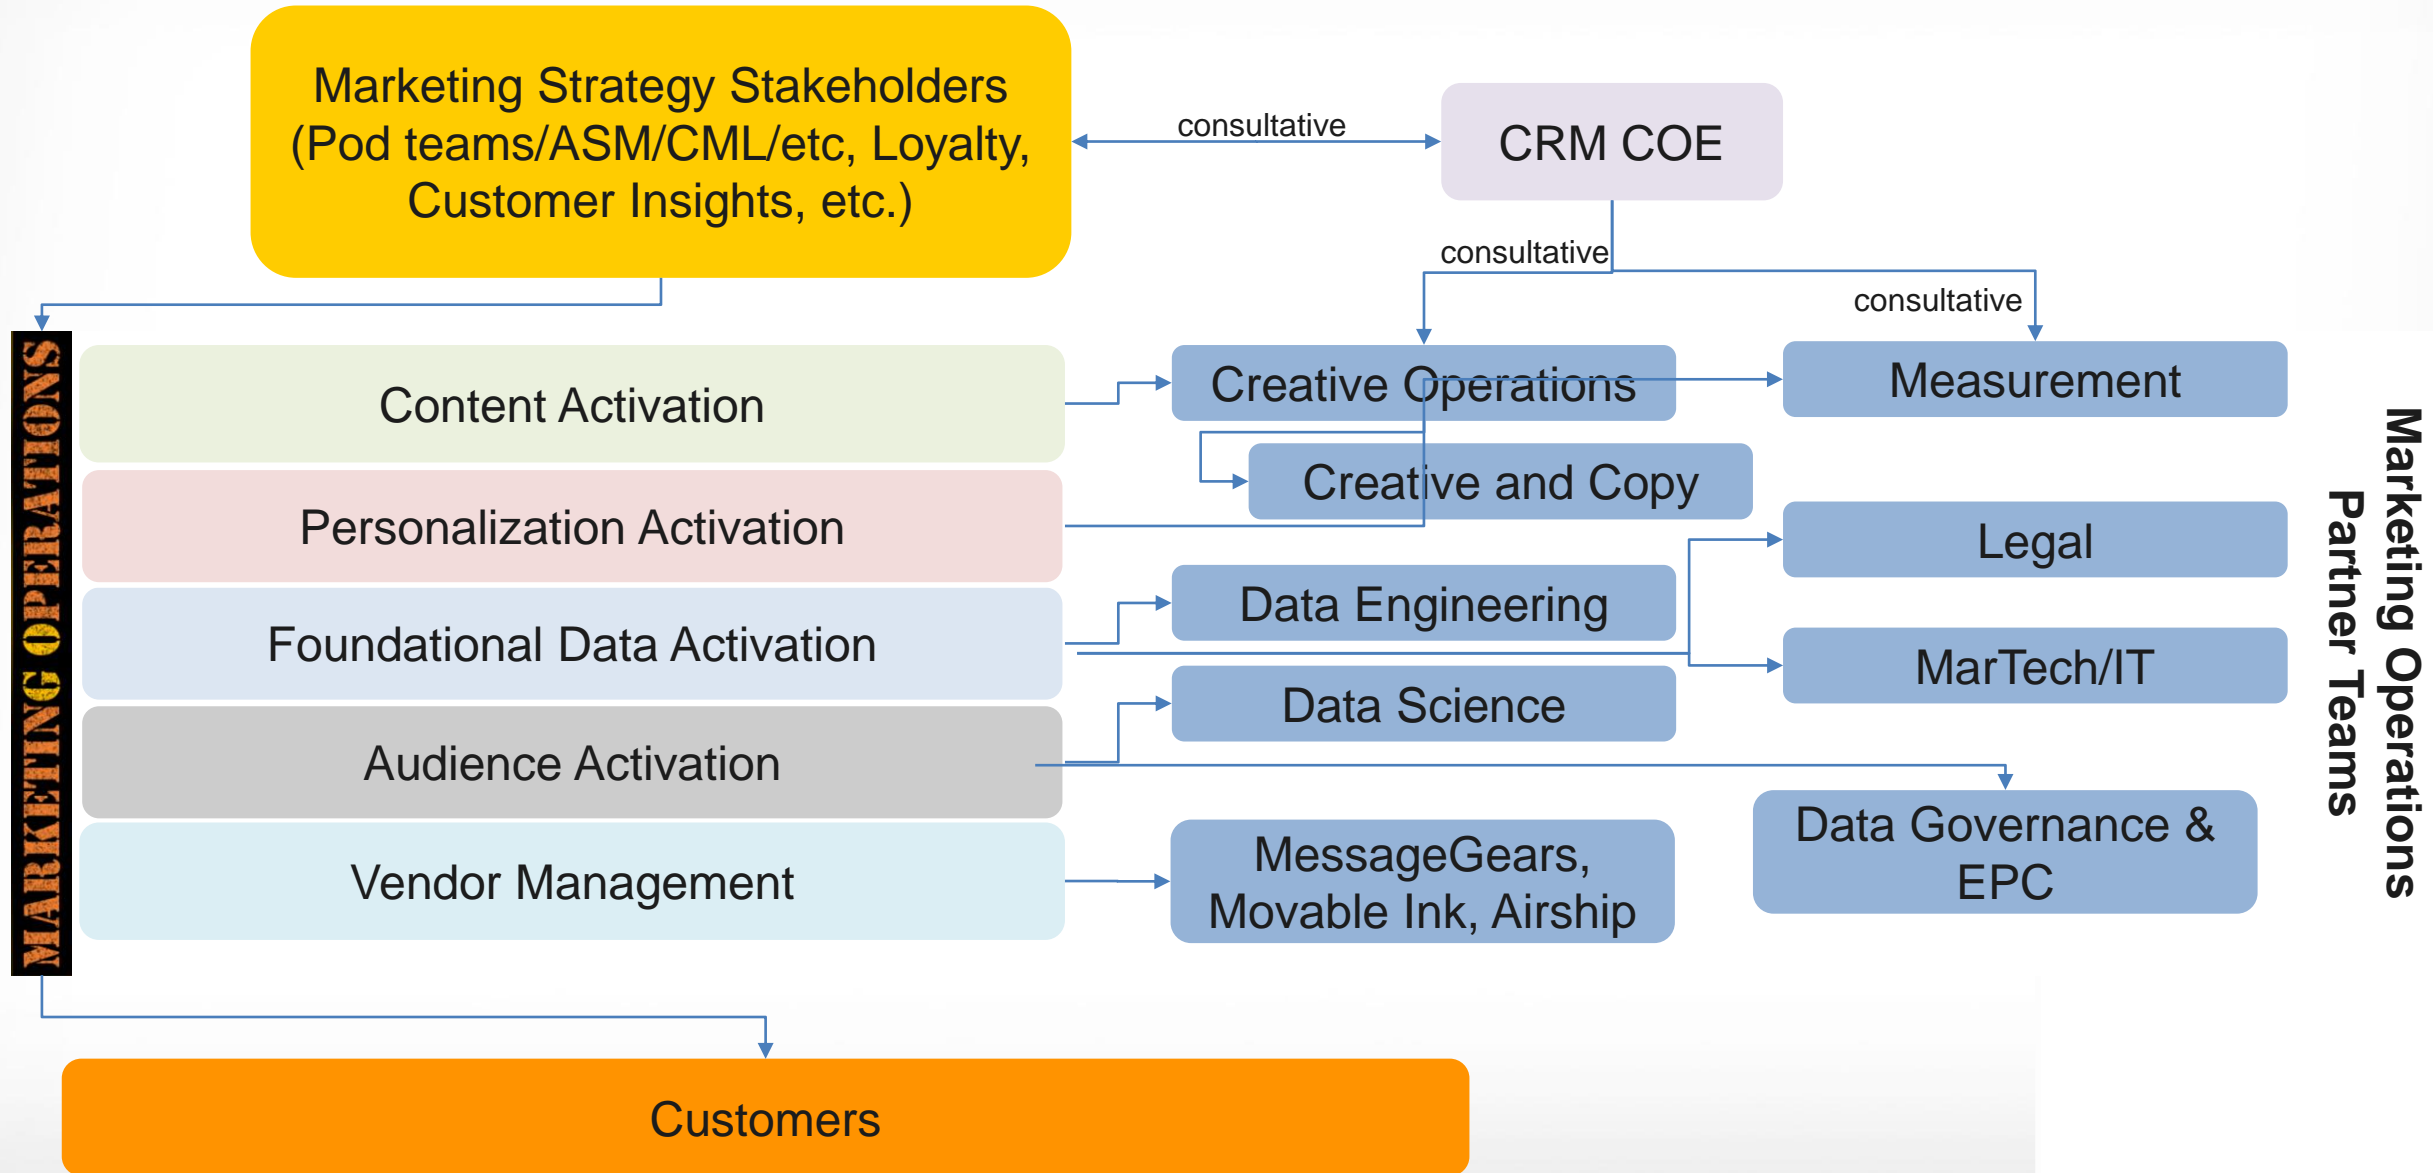 Marketing Strategy Stakeholders
(Pod teams/ASM/CML/etc, Loyalty,
Customer Insights, etc.)
consultative
CRM COE
consultative
consultative
MARKETING OPERATIONS
Content Activation
Creative Operations
Measurement
Creative and Copy
Personalization Activation
Legal
Foundational Data Activation
Data Engineering
MarTech/IT
Data Science
Audience Activation
Vendor Management
MessageGears,
Movable Ink, Airship
Data Governance &
EPC
Marketing Operations
Partner Teams
Customers